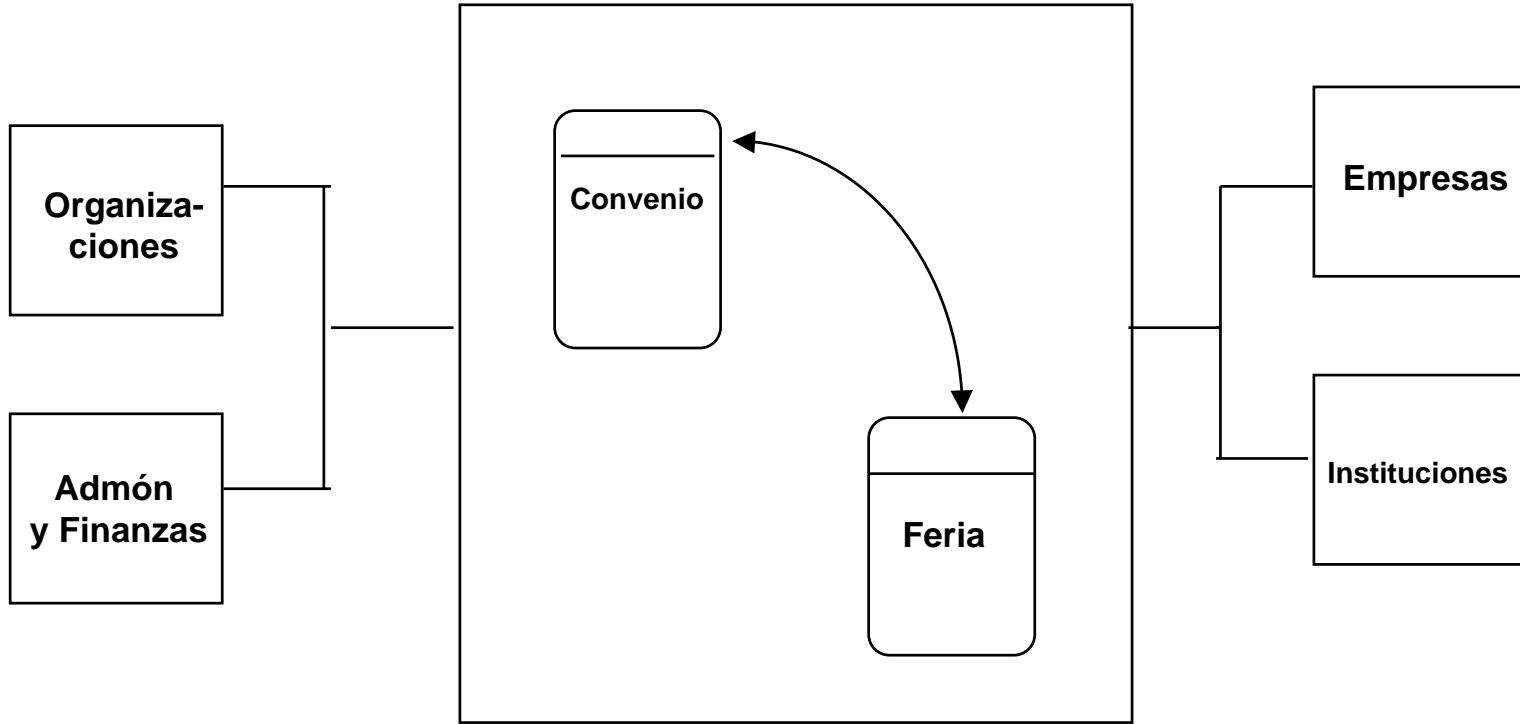 Organiza-
ciones
Admón
y Finanzas
Convenio
Feria
Empresas
Instituciones